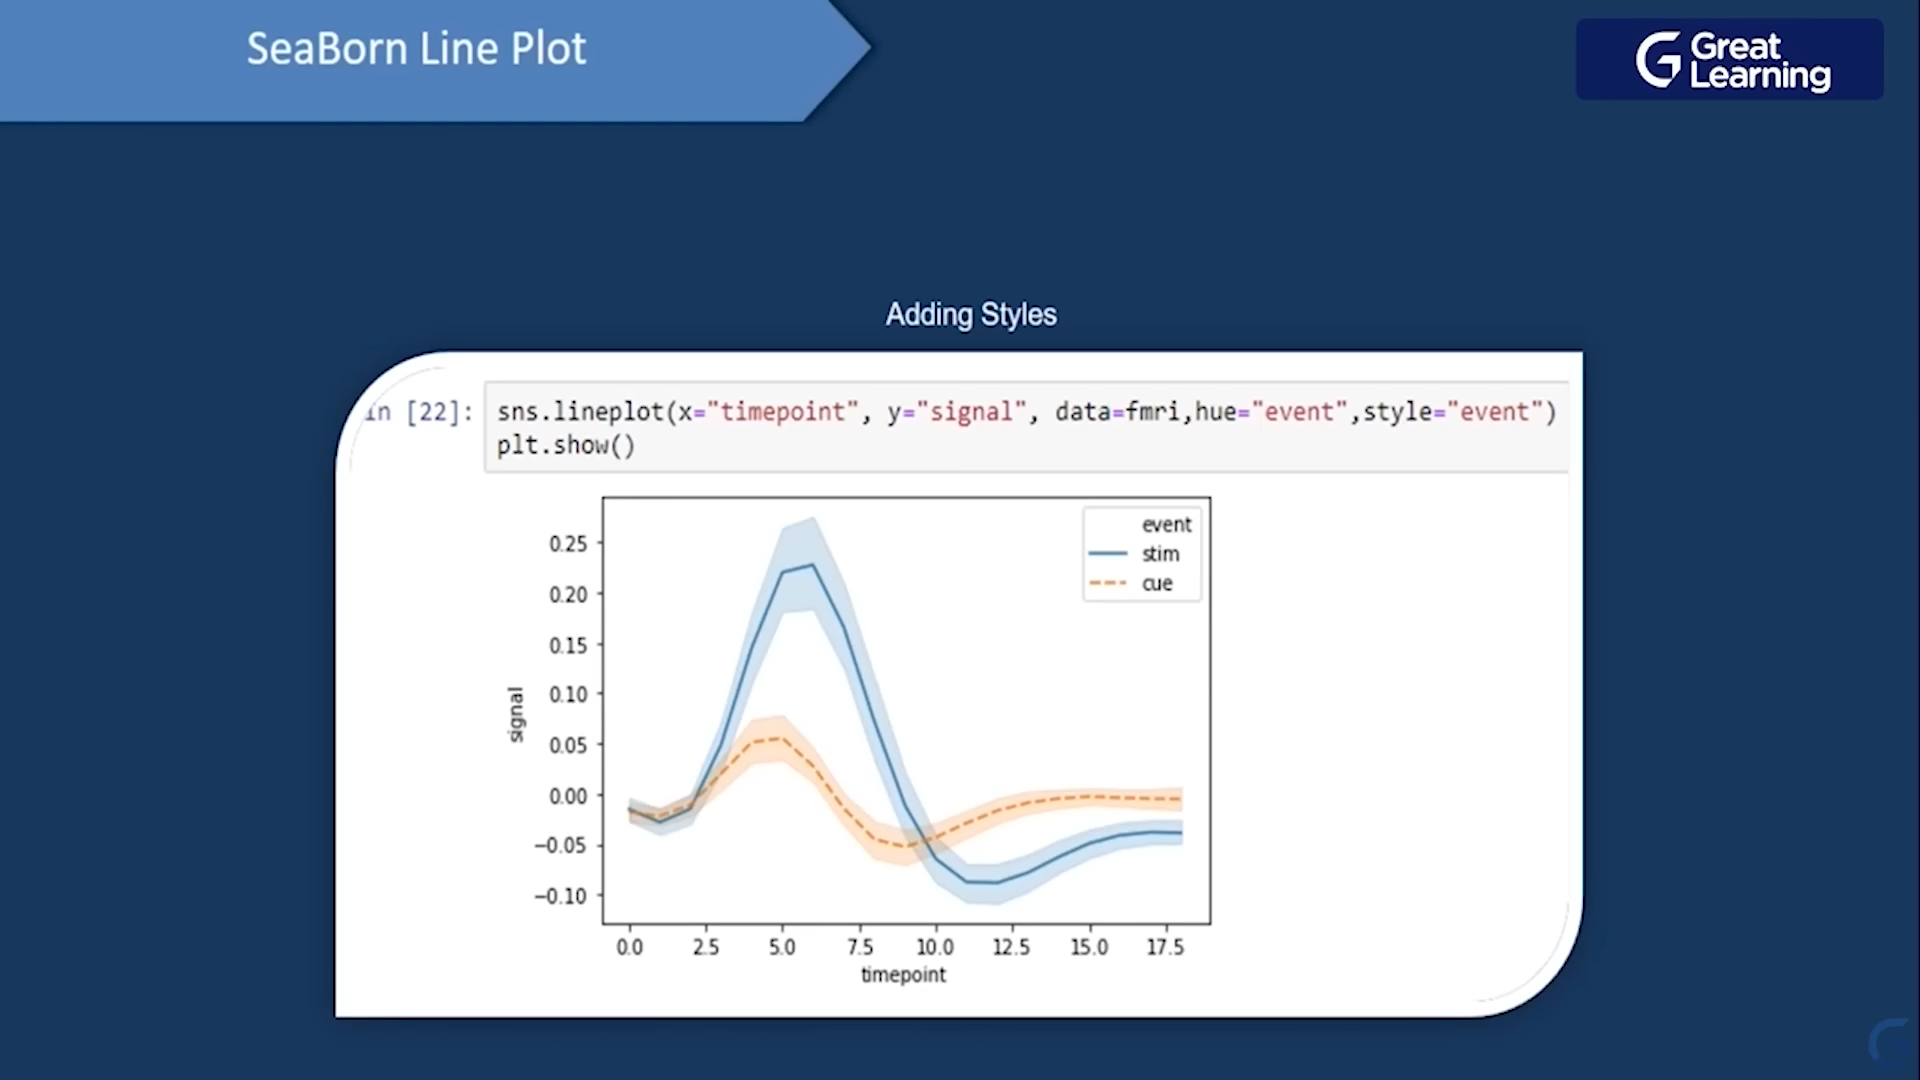 SeaBorn Line Plot
Great
Learning
Adding Styles
In [22]: sns.lineplot(x="timepoint", y="signal", data=fmri,hue="event",style="event")
plt.show()
event
stim
cue
0.25
0.20
0.15
0.10
0.05
0.00
−0.05
−0.10
signal
0.0 2.5 5.0 7.5 10.0 12.5 15.0 17.5
timepoint